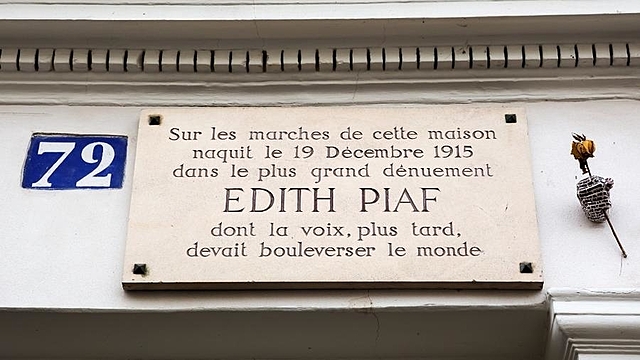 72
Sur les marches de cette maison
naquit le 19 Décembre 1915
dans le plus grand dénuement
EDITH PIAF
dont la voix, plus tard,
devait bouleverser le monde